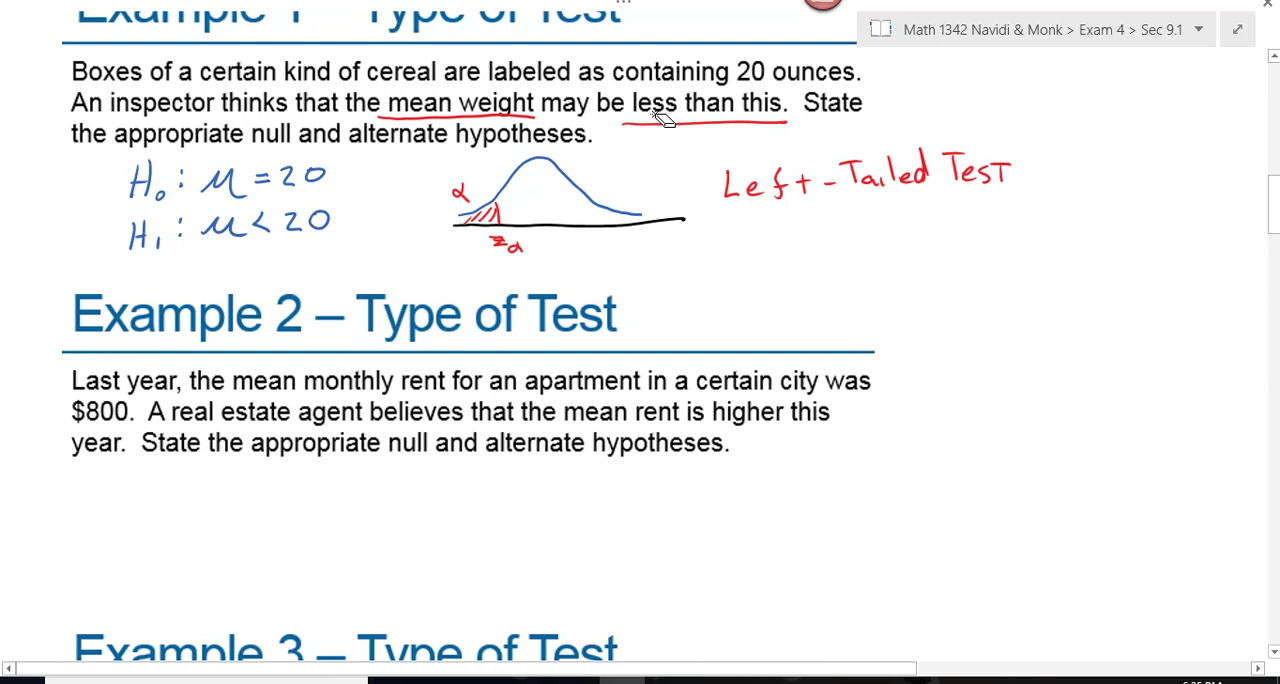 Example 1 – Type of Test
Math 1342 Navidi & Monk > Exam 4 > Sec 9.1
Boxes of a certain kind of cereal are labeled as containing 20 ounces.
An inspector thinks that the mean weight may be less than this. State
the appropriate null and alternate hypotheses.
H₀ : μ = 20
H₁ : μ < 20
α
z α
Left - Tailed Test
Example 2 – Type of Test
Last year, the mean monthly rent for an apartment in a certain city was
$800. A real estate agent believes that the mean rent is higher this
year. State the appropriate null and alternate hypotheses.
Example 3 – Type of Test